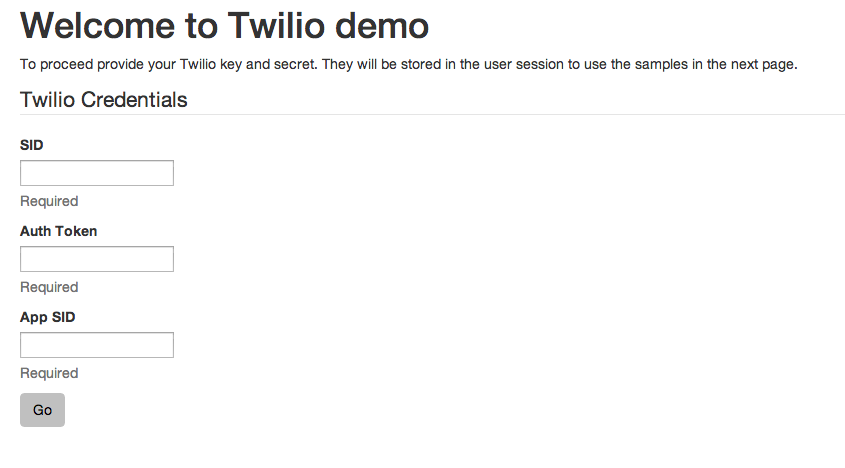 Welcome to Twilio demo
To proceed provide your Twilio key and secret. They will be stored in the user session to use the samples in the next page.
Twilio Credentials
SID
Required
Auth Token
Required
App SID
Required
Go